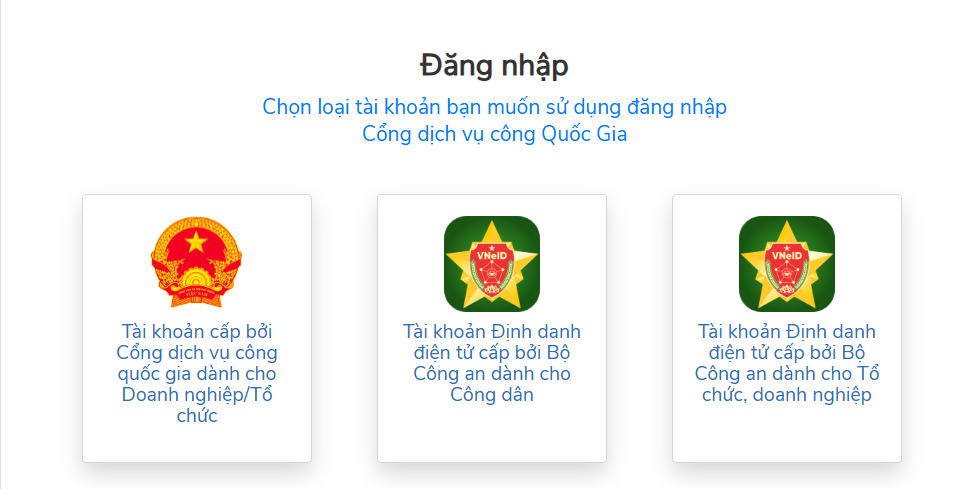 Đăng nhập
Chọn loại tài khoản bạn muốn sử dụng đăng nhập
Cổng dịch vụ công Quốc Gia
VIỆT NAM
Tài khoản cấp bởi
Cổng dịch vụ công
quốc gia dành cho
Doanh nghiệp/Tổ
chức
VNeID
Tài khoản Định danh
điện tử cấp bởi Bộ
Công an dành cho
Công dân
VNeID
Tài khoản Định danh
điện tử cấp bởi Bộ
Công an dành cho Tổ
chức, doanh nghiệp